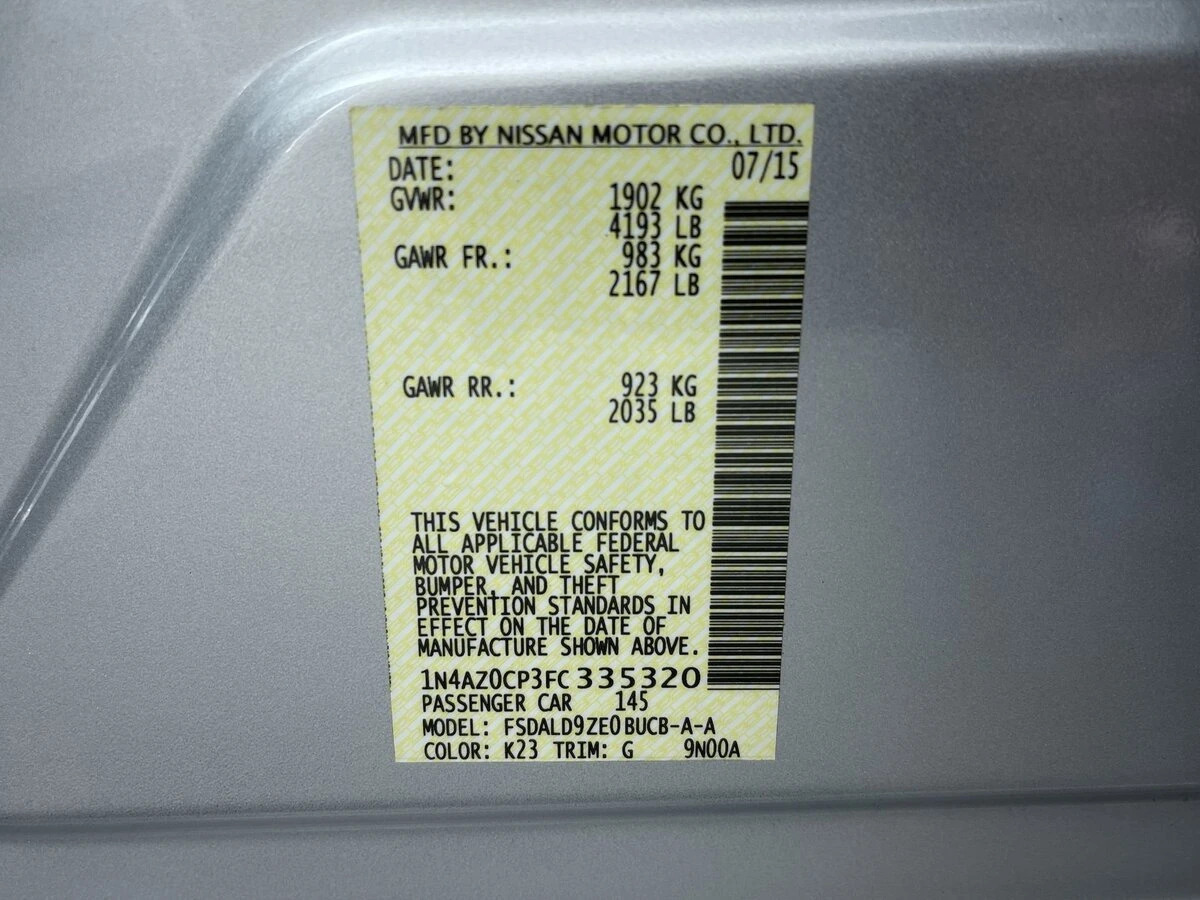 MFD BY NISSAN MOTOR CO., LTD.
DATE: 07/15
GVWR: 1902 KG
4193 LB
GAWR FR.: 983 KG
2167 LB
GAWR RR.: 923 KG
2035 LB
THIS VEHICLE CONFORMS TO
ALL APPLICABLE FEDERAL
MOTOR VEHICLE SAFETY,
BUMPER, AND THEFT
PREVENTION STANDARDS IN
EFFECT ON THE DATE OF
MANUFACTURE SHOWN ABOVE.
1N4AZ0CP3FC335320
PASSENGER CAR 145
MODEL: FSDALD9ZE0BUCB-A-A
COLOR: K23 TRIM: G 9N00A